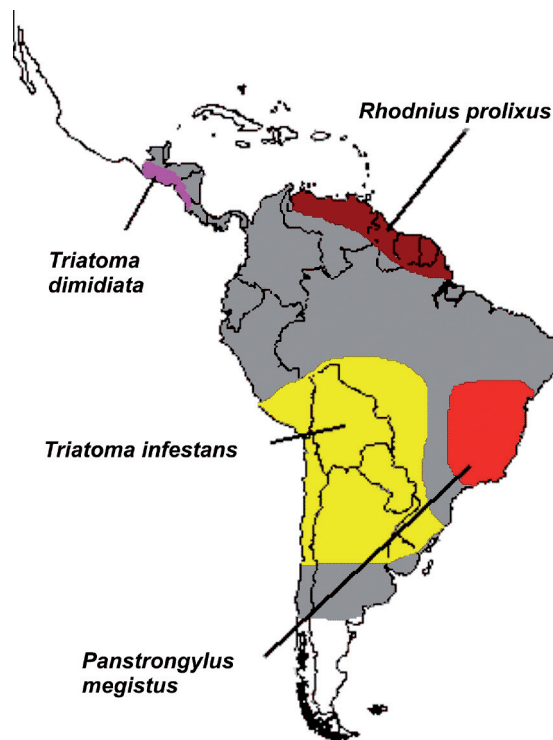 Rhodnius prolixus
Triatoma
dimidiata
Triatoma infestans
Panstrongylus
megistus